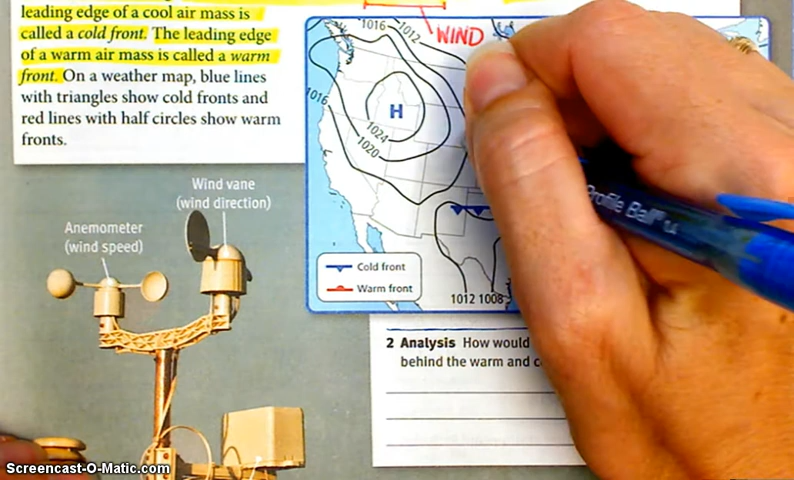 leading edge of a cool air mass is
called a cold front. The leading edge
of a warm air mass is called a warm
front. On a weather map, blue lines
with triangles show cold fronts and
red lines with half circles show warm
fronts.
1016
1012
WIND
1016
H
1024
1020
Wind vane
(wind direction)
Anemometer
(wind speed)
Cold front
Warm front
1012 1008
2 Analysis How would
behind the warm and
Profile Ball 1.4
Screencast-O-Matic.com